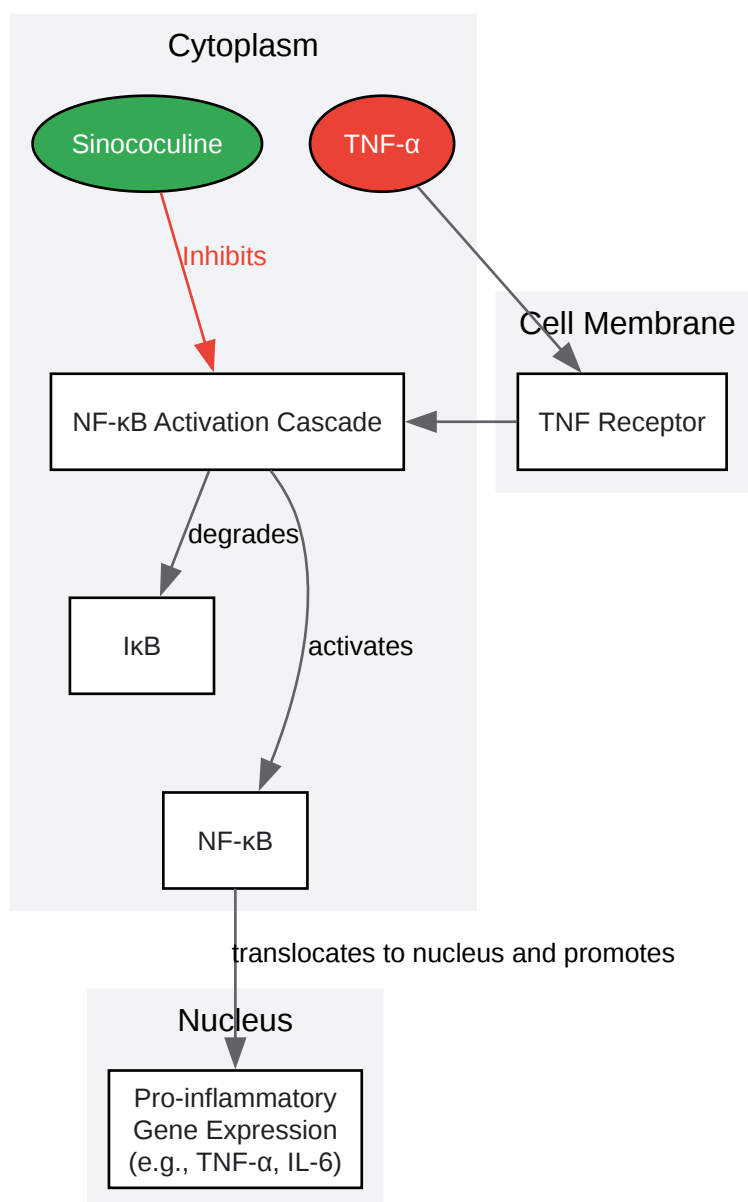 Cytoplasm
Sinococuline
TNF-α
Inhibits
Cell Membrane
NF-κB Activation Cascade
TNF Receptor
degrades
IκB
activates
NF-κB
translocates to nucleus and promotes
Nucleus
Pro-inflammatory
Gene Expression
(e.g., TNF-α, IL-6)